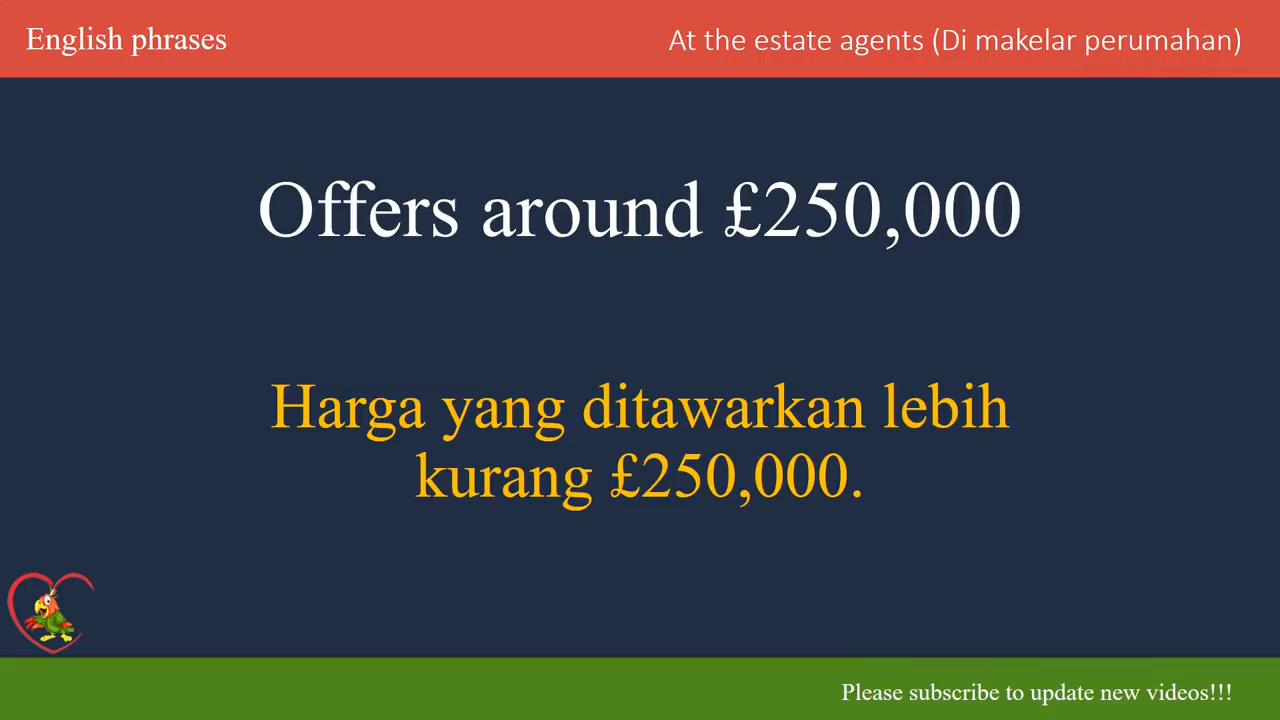 English phrases
At the estate agents (Di makelar perumahan)
Offers around £250,000
Harga yang ditawarkan lebih
kurang £250,000.
Please subscribe to update new videos!!!